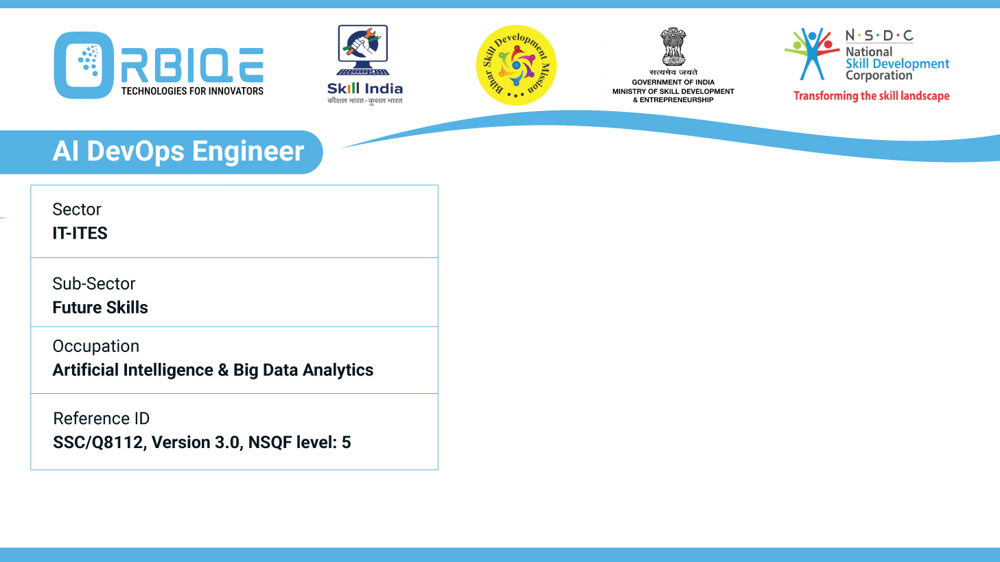 ORBIQE
TECHNOLOGIES FOR INNOVATORS
Skill India
कौशल भारत - कुशल भारत
Bihar Skill Development Mission
सत्यमेव जयते
GOVERNMENT OF INDIA
MINISTRY OF SKILL DEVELOPMENT
& ENTREPRENEURSHIP
N·S·D·C
National
Skill Development
Corporation
Transforming the skill landscape
AI DevOps Engineer
Sector
IT-ITES
Sub-Sector
Future Skills
Occupation
Artificial Intelligence & Big Data Analytics
Reference ID
SSC/Q8112, Version 3.0, NSQF level: 5